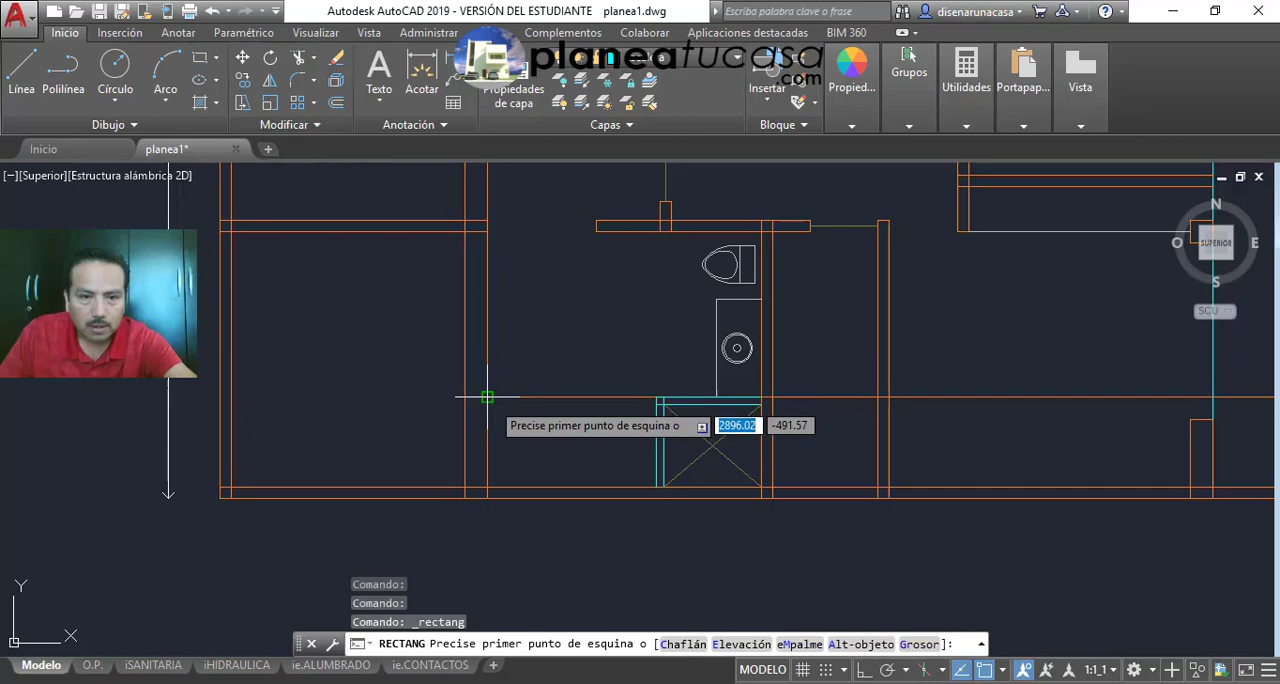 Autodesk AutoCAD 2019 - VERSIÓN DEL ESTUDIANTE planea1.dwg
Escriba palabra clave o frase
disenarunacasa
Inicio Inserción Anotar Paramétrico Visualizar Vista Administrar Complementos Colaborar Aplicaciones destacadas BIM 360
planeatucasa
.com
Línea Polilínea Círculo Arco Texto Acotar Propiedades de capa Insertar Propied... Grupos Utilidades Portapap... Vista
Dibujo Modificar Anotación Capas Bloque
Inicio planea1*
[−][Superior][Estructura alámbrica 2D]
N
O SUPERIOR E
S
SCU
Precise primer punto de esquina o 2896.02 -491.57
Y
X
Comando:
Comando:
Comando: _rectang
RECTANG Precise primer punto de esquina o [Chaflán Elevación eMpalme Alt-objeto Grosor]:
Modelo O.P. iSANITARIA iHIDRAULICA ie.ALUMBRADO ie.CONTACTOS
MODELO 1:1_1